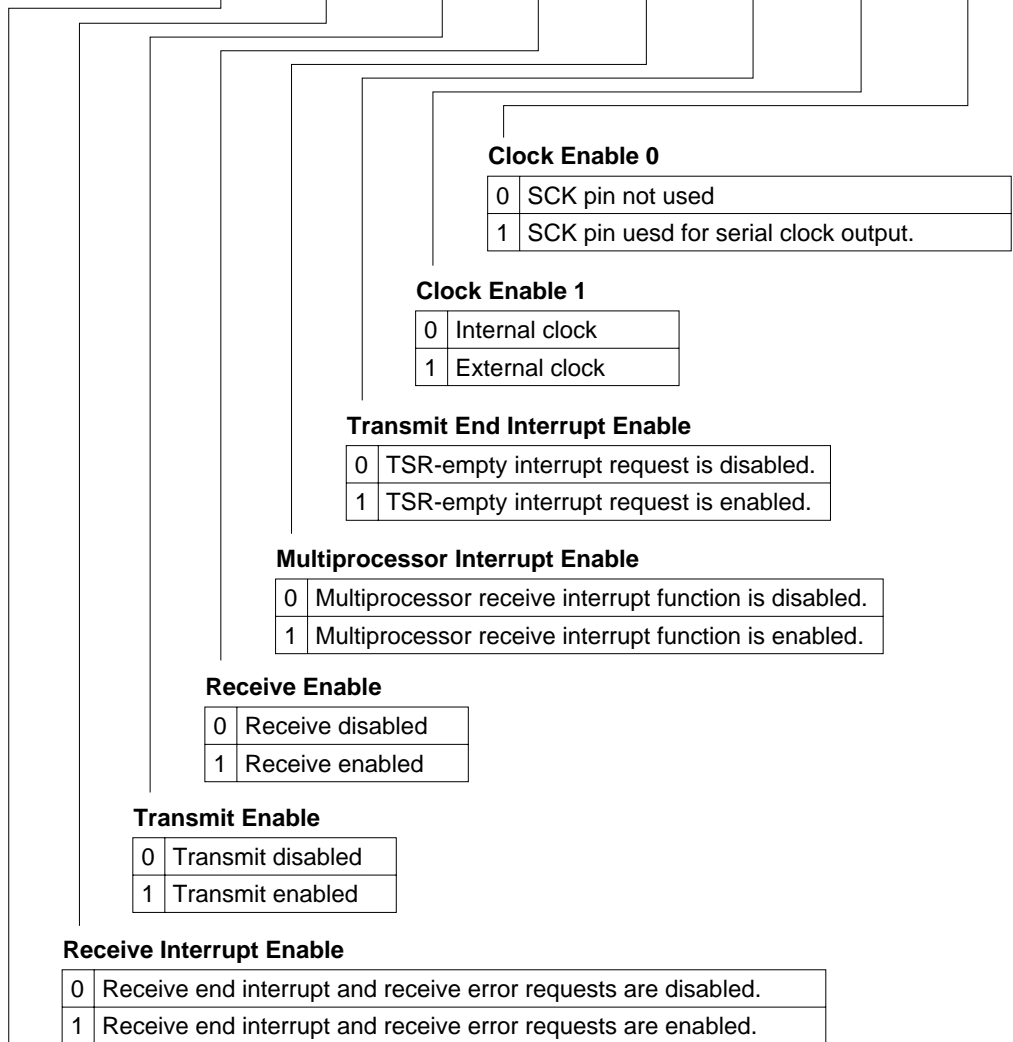 Clock Enable 0
0 SCK pin not used
1 SCK pin uesd for serial clock output.
Clock Enable 1
0 Internal clock
1 External clock
Transmit End Interrupt Enable
0 TSR-empty interrupt request is disabled.
1 TSR-empty interrupt request is enabled.
Multiprocessor Interrupt Enable
0 Multiprocessor receive interrupt function is disabled.
1 Multiprocessor receive interrupt function is enabled.
Receive Enable
0 Receive disabled
1 Receive enabled
Transmit Enable
0 Transmit disabled
1 Transmit enabled
Receive Interrupt Enable
0 Receive end interrupt and receive error requests are disabled.
1 Receive end interrupt and receive error requests are enabled.